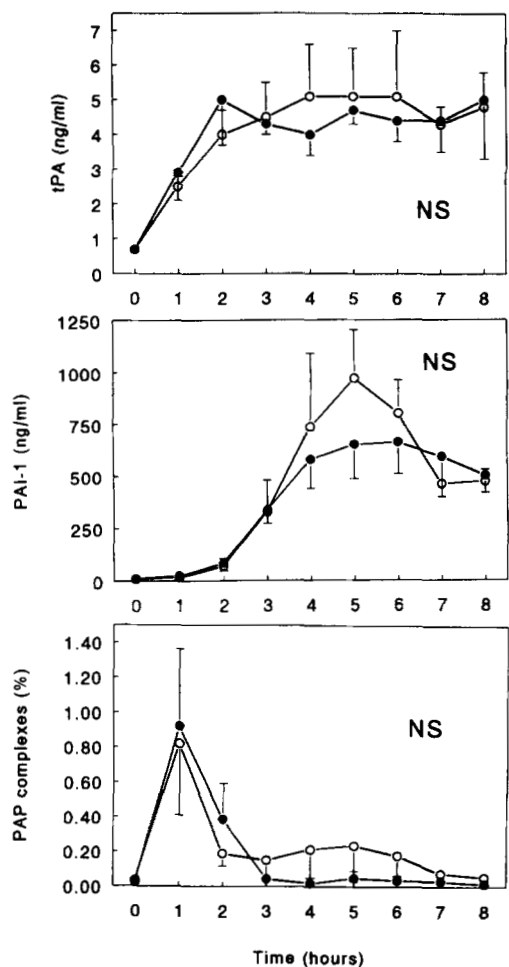 7
6
5
4
3
2
1
0
tPA (ng/ml)
NS
0 1 2 3 4 5 6 7 8
1250
1000
750
500
250
0
PAI-1 (ng/ml)
NS
0 1 2 3 4 5 6 7 8
1.40
1.20
1.00
0.80
0.60
0.40
0.20
0.00
PAP complexes (%)
NS
0 1 2 3 4 5 6 7 8
Time (hours)